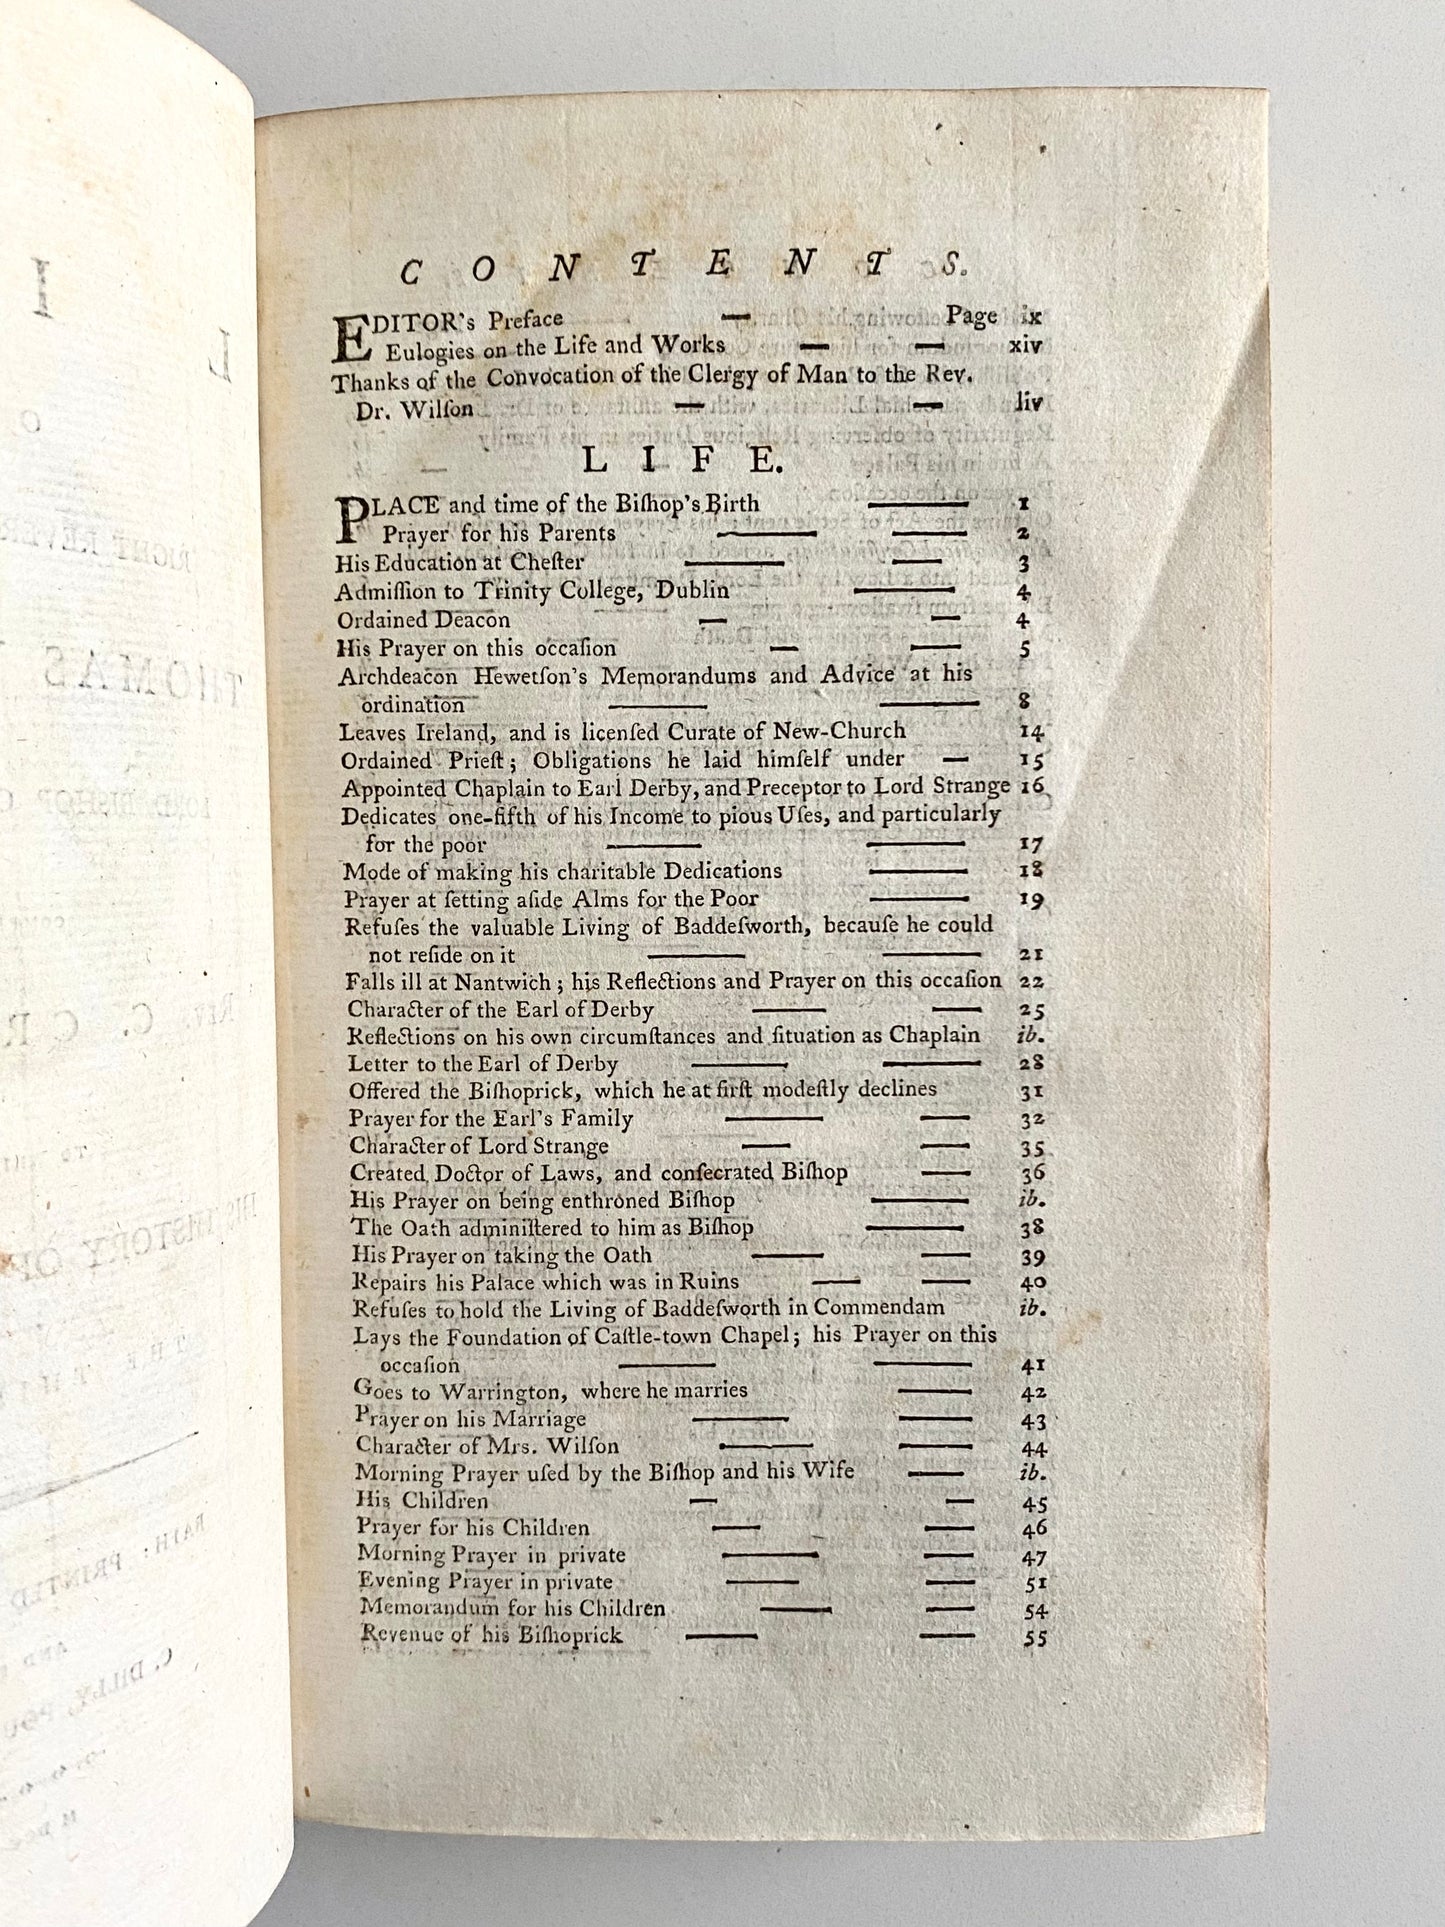 CONTENTS.
EDITOR's Preface — Page ix
Eulogies on the Life and Works — — xiv
Thanks of the Convocation of the Clergy of Man to the Rev.
Dr. Wilſon — — liv
LIFE.
PLACE and time of the Biſhop's Birth — 1
Prayer for his Parents — — 2
His Education at Cheſter — — 3
Admiſſion to Trinity College, Dublin — 4
Ordained Deacon — — 4
His Prayer on this occaſion — — 5
Archdeacon Hewetſon's Memorandums and Advice at his
ordination — — 8
Leaves Ireland, and is licenſed Curate of New-Church 14
Ordained Prieſt; Obligations he laid himſelf under — 15
Appointed Chaplain to Earl Derby, and Preceptor to Lord Strange 16
Dedicates one-fifth of his Income to pious Uſes, and particularly
for the poor — — 17
Mode of making his charitable Dedications — 18
Prayer at ſetting aſide Alms for the Poor — 19
Refuſes the valuable Living of Baddeſworth, becauſe he could
not reſide on it — — 21
Falls ill at Nantwich; his Reflections and Prayer on this occaſion 22
Character of the Earl of Derby — — 25
Reflections on his own circumſtances and ſituation as Chaplain ib.
Letter to the Earl of Derby — — 28
Offered the Biſhoprick, which he at firſt modeſtly declines 31
Prayer for the Earl's Family — — 32
Character of Lord Strange — — 35
Created Doctor of Laws, and conſecrated Biſhop — 36
His Prayer on being enthroned Biſhop — ib.
The Oath adminiſtered to him as Biſhop — 38
His Prayer on taking the Oath — — 39
Repairs his Palace which was in Ruins — — 40
Refuſes to hold the Living of Baddeſworth in Commendam ib.
Lays the Foundation of Caſtle-town Chapel; his Prayer on this
occaſion — — 41
Goes to Warrington, where he marries — 42
Prayer on his Marriage — — 43
Character of Mrs. Wilſon — — 44
Morning Prayer uſed by the Biſhop and his Wife — ib.
His Children — — 45
Prayer for his Children — — 46
Morning Prayer in private — — 47
Evening Prayer in private — — 51
Memorandum for his Children — — 54
Revenue of his Biſhoprick — — 55